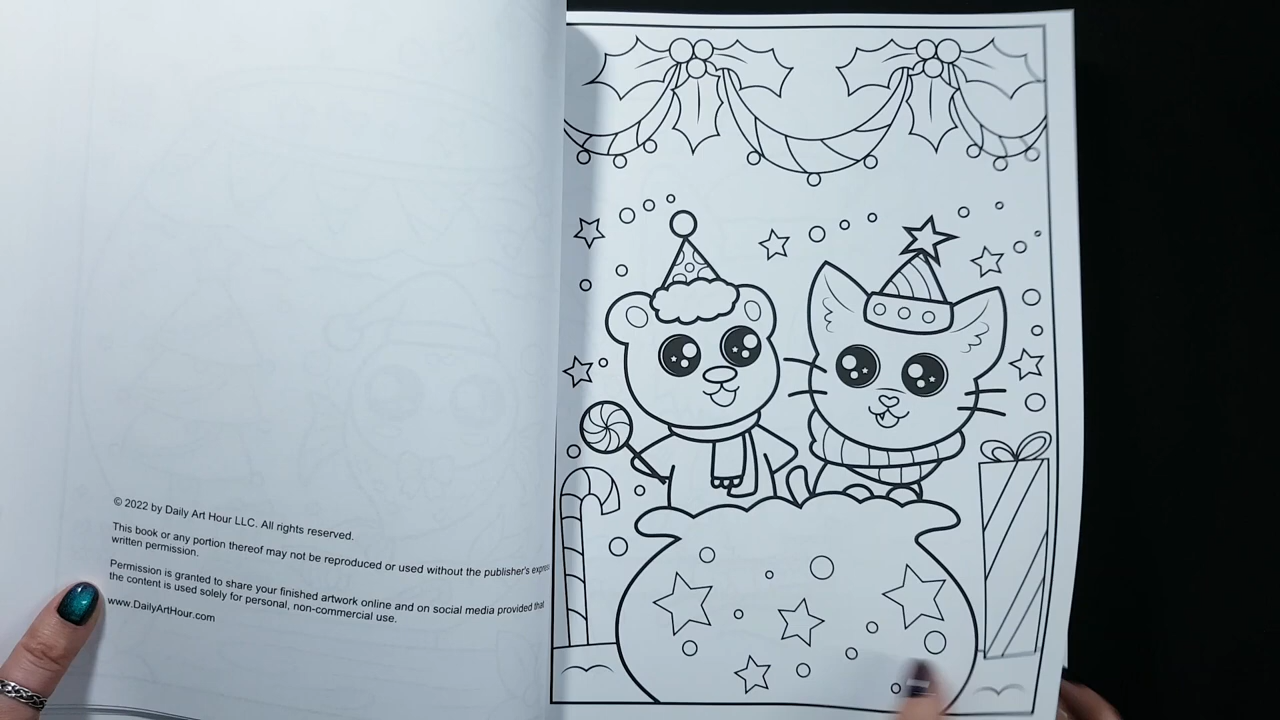 © 2022 by Daily Art Hour LLC. All rights reserved.
This book or any portion thereof may not be reproduced or used without the publisher's express
written permission.
Permission is granted to share your finished artwork online and on social media provided that
the content is used solely for personal, non-commercial use.
www.DailyArtHour.com